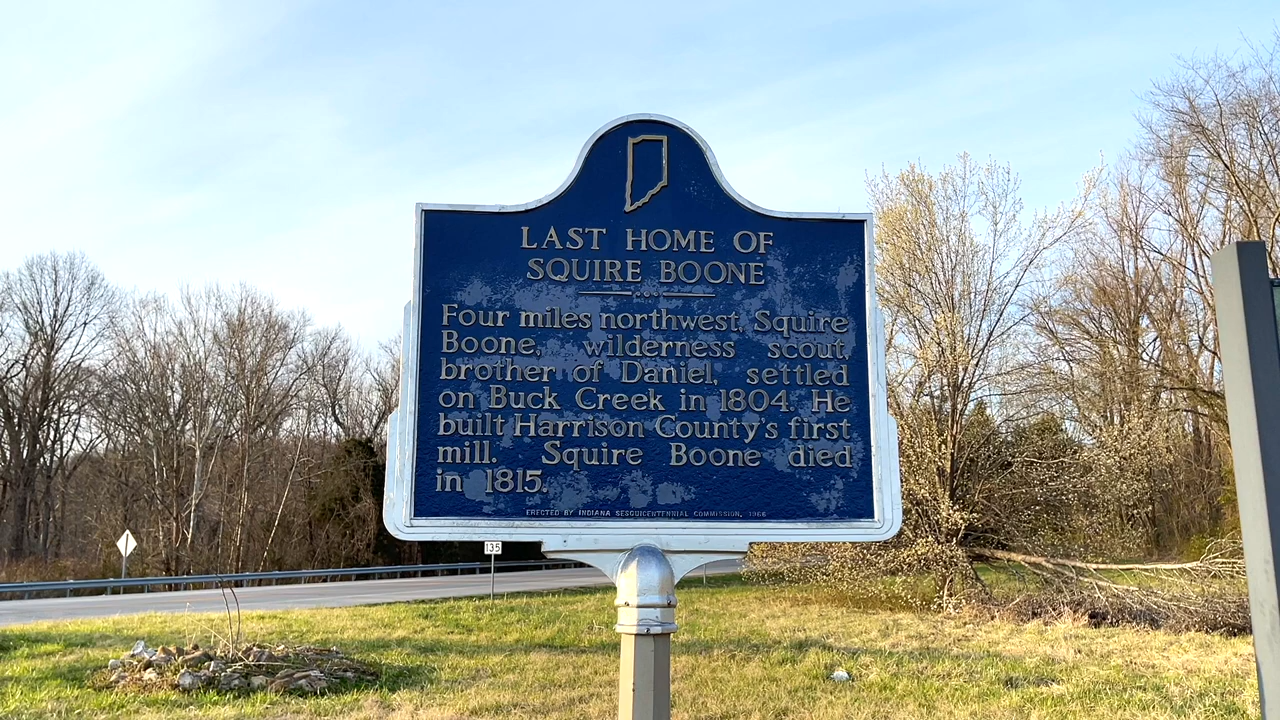 LAST HOME OF
SQUIRE BOONE
Four miles northwest, Squire
Boone, wilderness scout,
brother of Daniel, settled
on Buck Creek in 1804. He
built Harrison County's first
mill. Squire Boone died
in 1815.
ERECTED BY INDIANA SESQUICENTENNIAL COMMISSION, 1966
135